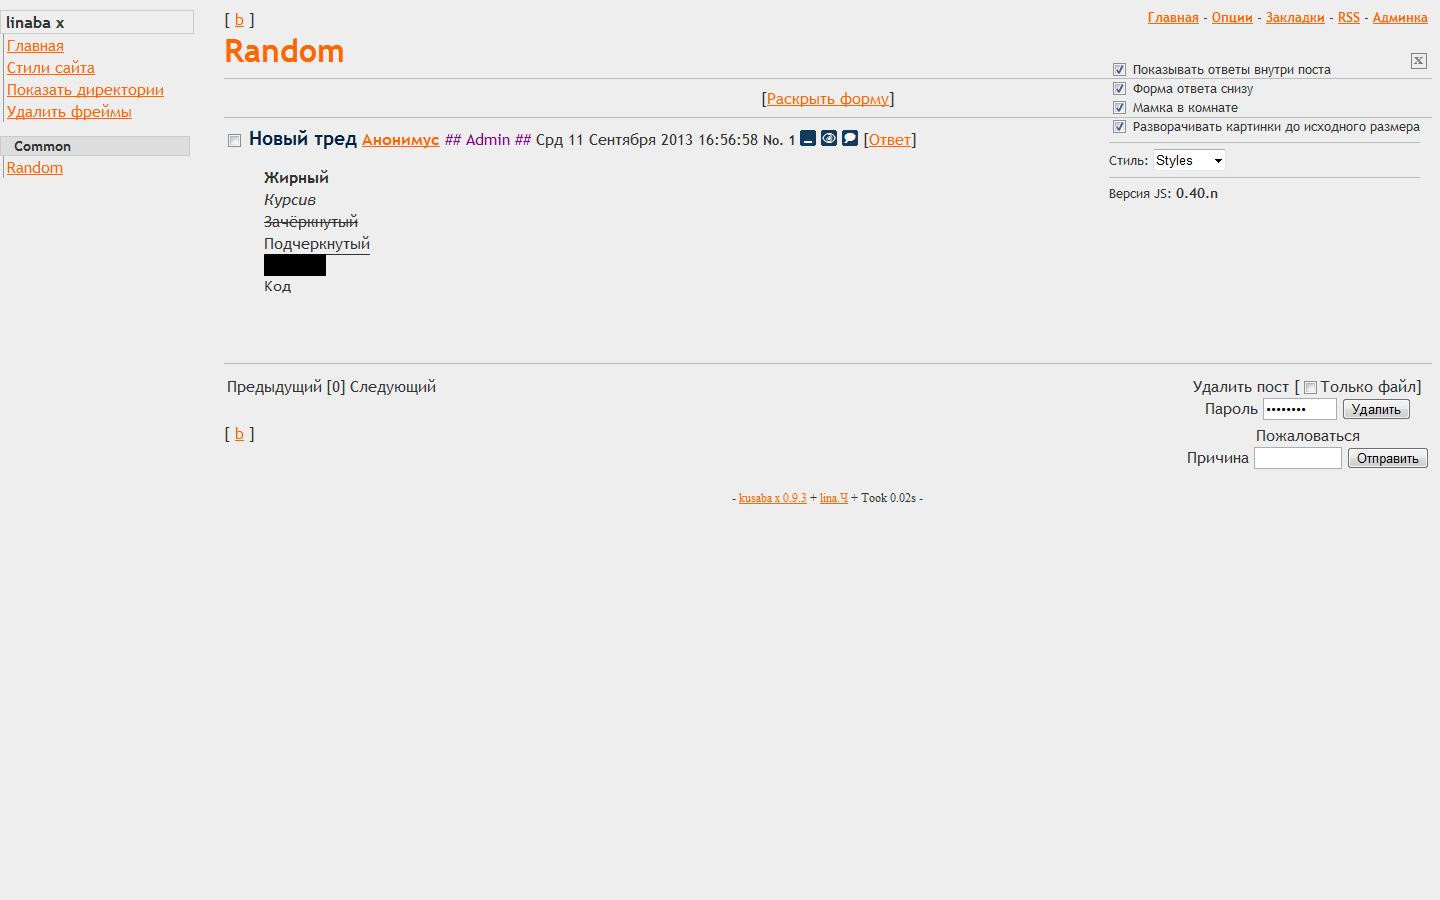 linaba x
Главная
Стили сайта
Показать директории
Удалить фреймы
Common
Random
[ b ]
Главная - Опции - Закладки - RSS - Админка
Random
x
Показывать ответы внутри поста
Форма ответа снизу
Мамка в комнате
Разворачивать картинки до исходного размера
Стиль: Styles
Версия JS: 0.40.n
[Раскрыть форму]
Новый тред Анонимус ## Admin ## Срд 11 Сентября 2013 16:56:58 No. 1 [Ответ]
Жирный
Курсив
Зачёркнутый
Подчеркнутый
Код
Предыдущий [0] Следующий
Удалить пост [ Только файл]
Пароль •••••••• Удалить
Пожаловаться
Причина Отправить
[ b ]
- kusaba x 0.9.3 + lina.Ч + Took 0.02s -